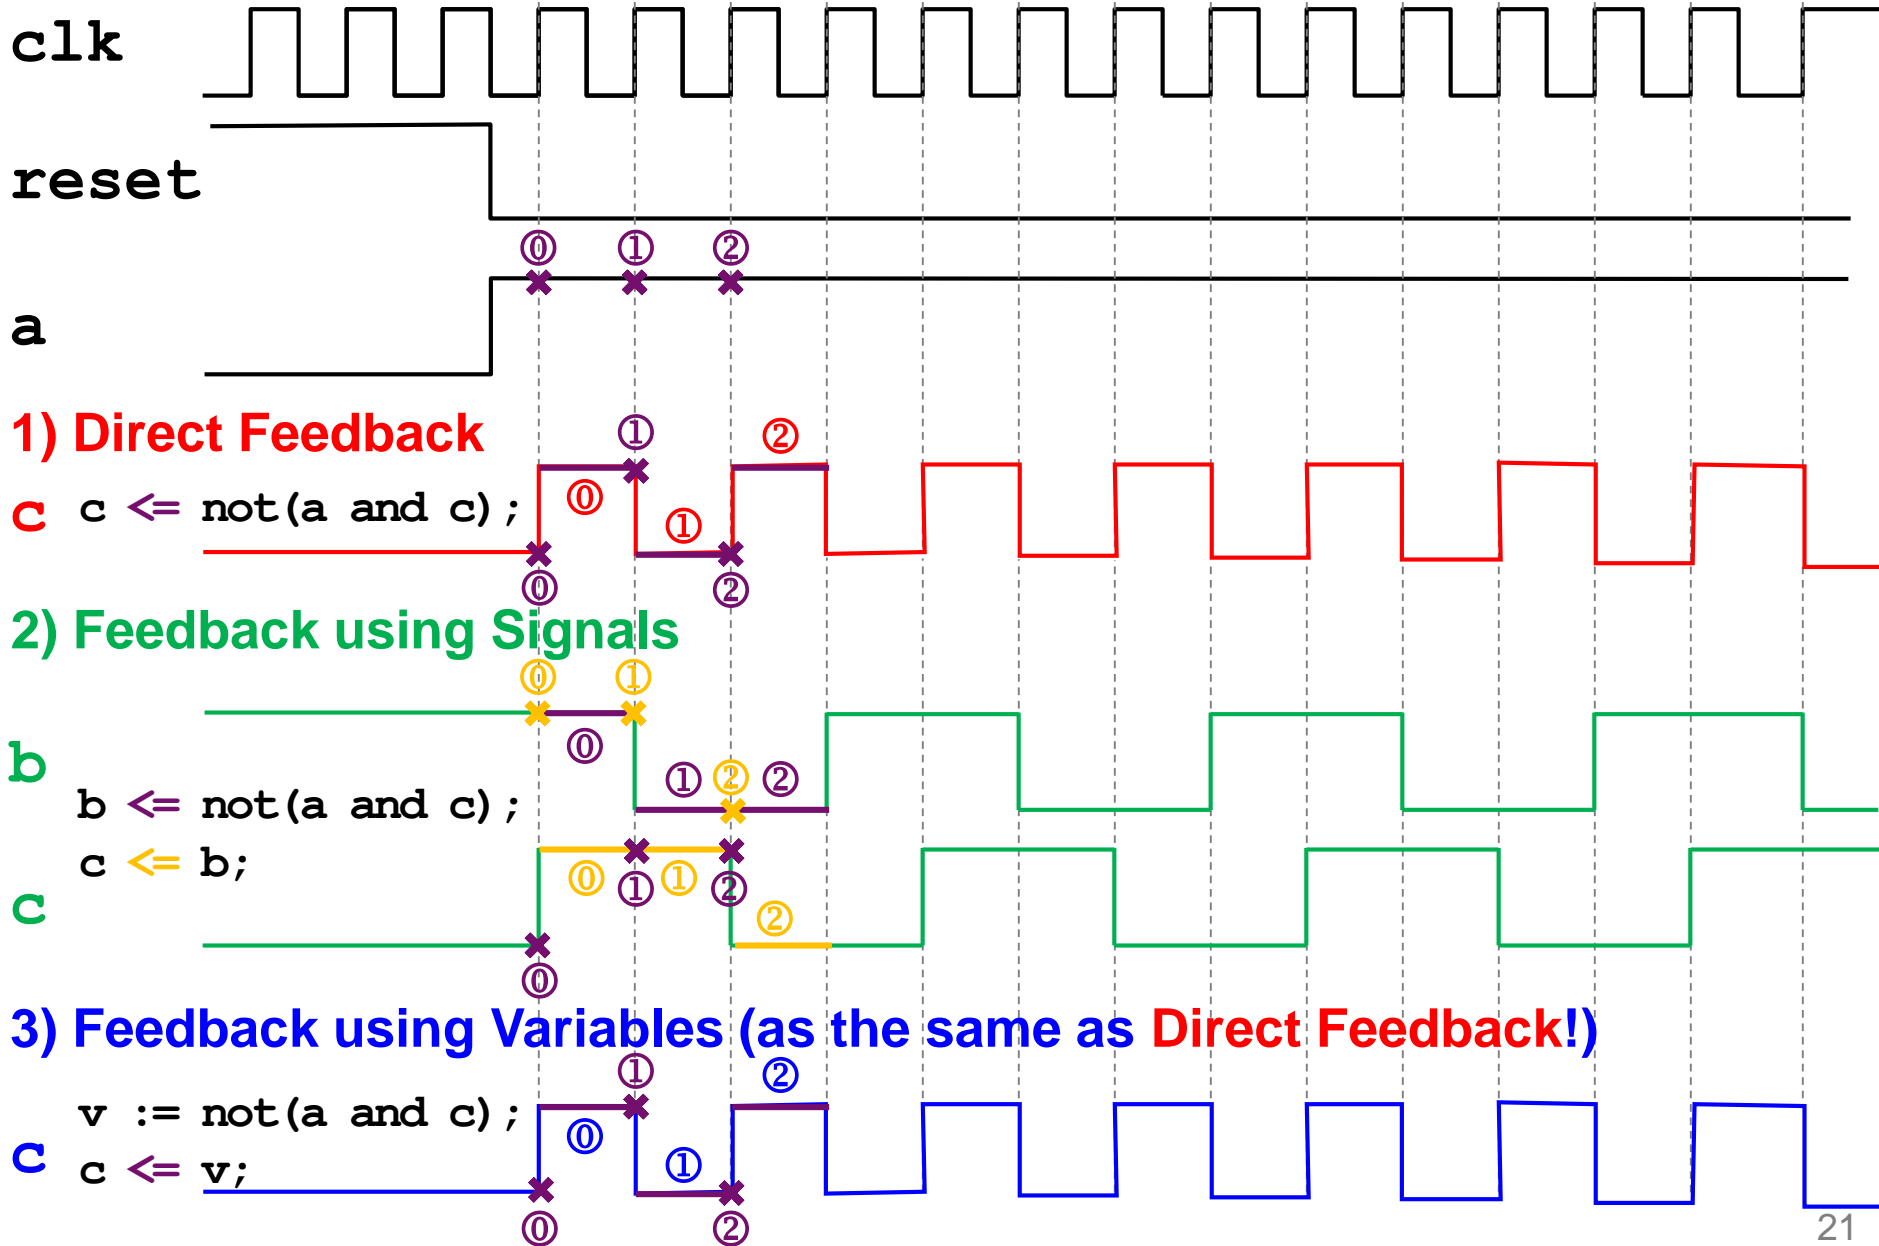 clk
reset
⓪ ① ②
a
1) Direct Feedback
① ②
c c <= not(a and c);
⓪ ①
⓪ ②
2) Feedback using Signals
⓪ ①
⓪
b
① ② ②
b <= not(a and c);
c <= b;
⓪ ① ① ②
c
②
⓪
3) Feedback using Variables (as the same as Direct Feedback!)
① ②
v := not(a and c);
⓪
c
①
c <= v;
⓪ ②
21